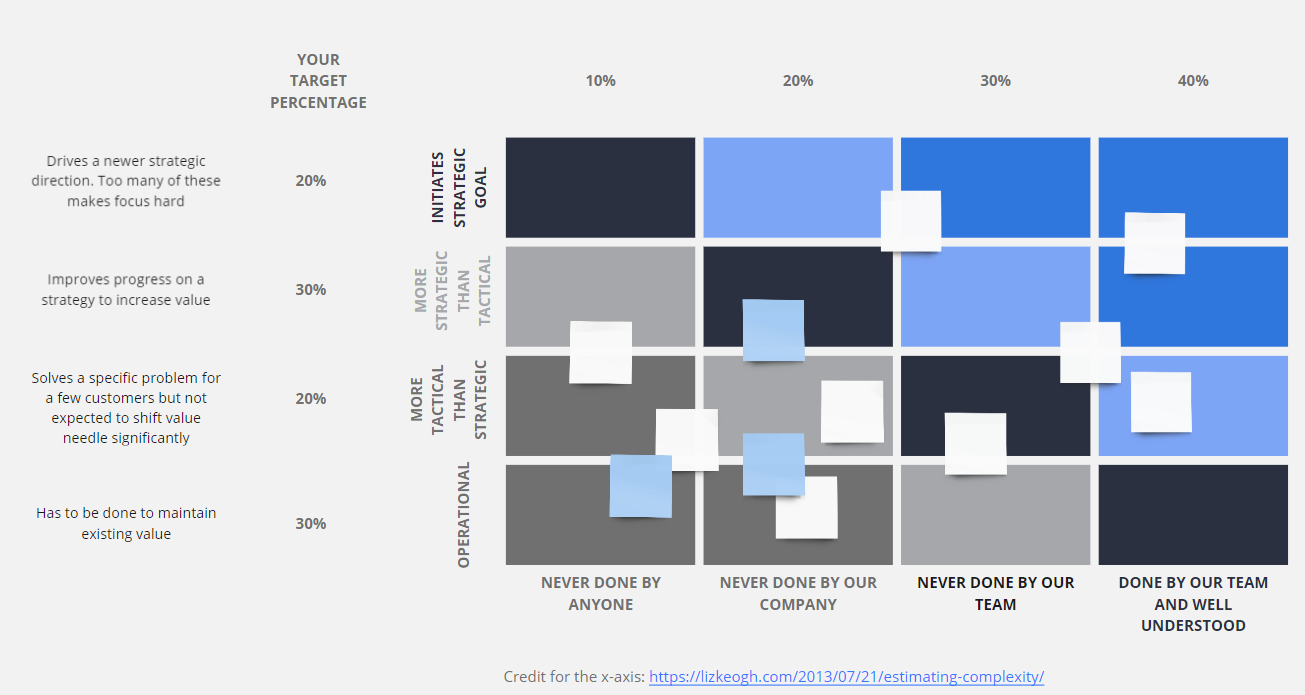 YOUR
TARGET
PERCENTAGE
10%
20%
30%
40%
Drives a newer strategic
direction. Too many of these
makes focus hard
20%
INITIATES
STRATEGIC
GOAL
Improves progress on a
strategy to increase value
30%
MORE
STRATEGIC
THAN
TACTICAL
Solves a specific problem for
a few customers but not
expected to shift value
needle significantly
20%
MORE
TACTICAL
THAN
STRATEGIC
Has to be done to maintain
existing value
30%
OPERATIONAL
NEVER DONE BY
ANYONE
NEVER DONE BY OUR
COMPANY
NEVER DONE BY OUR
TEAM
DONE BY OUR TEAM
AND WELL
UNDERSTOOD
Credit for the x-axis: https://lizkeogh.com/2013/07/21/estimating-complexity/